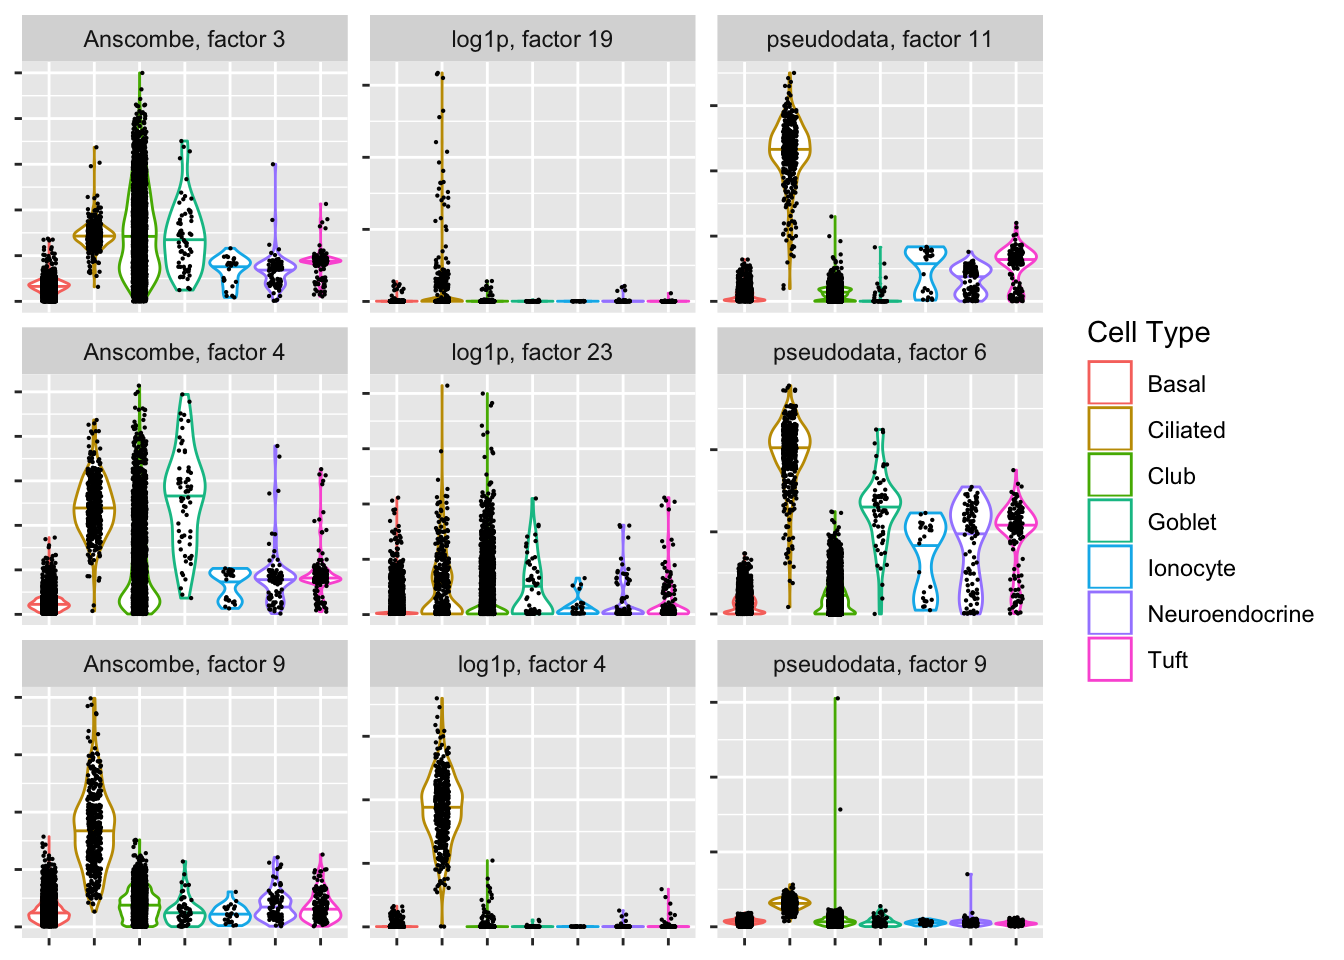 Anscombe, factor 3
log1p, factor 19
pseudodata, factor 11
Anscombe, factor 4
log1p, factor 23
pseudodata, factor 6
Anscombe, factor 9
log1p, factor 4
pseudodata, factor 9
Cell Type
Basal
Ciliated
Club
Goblet
Ionocyte
Neuroendocrine
Tuft